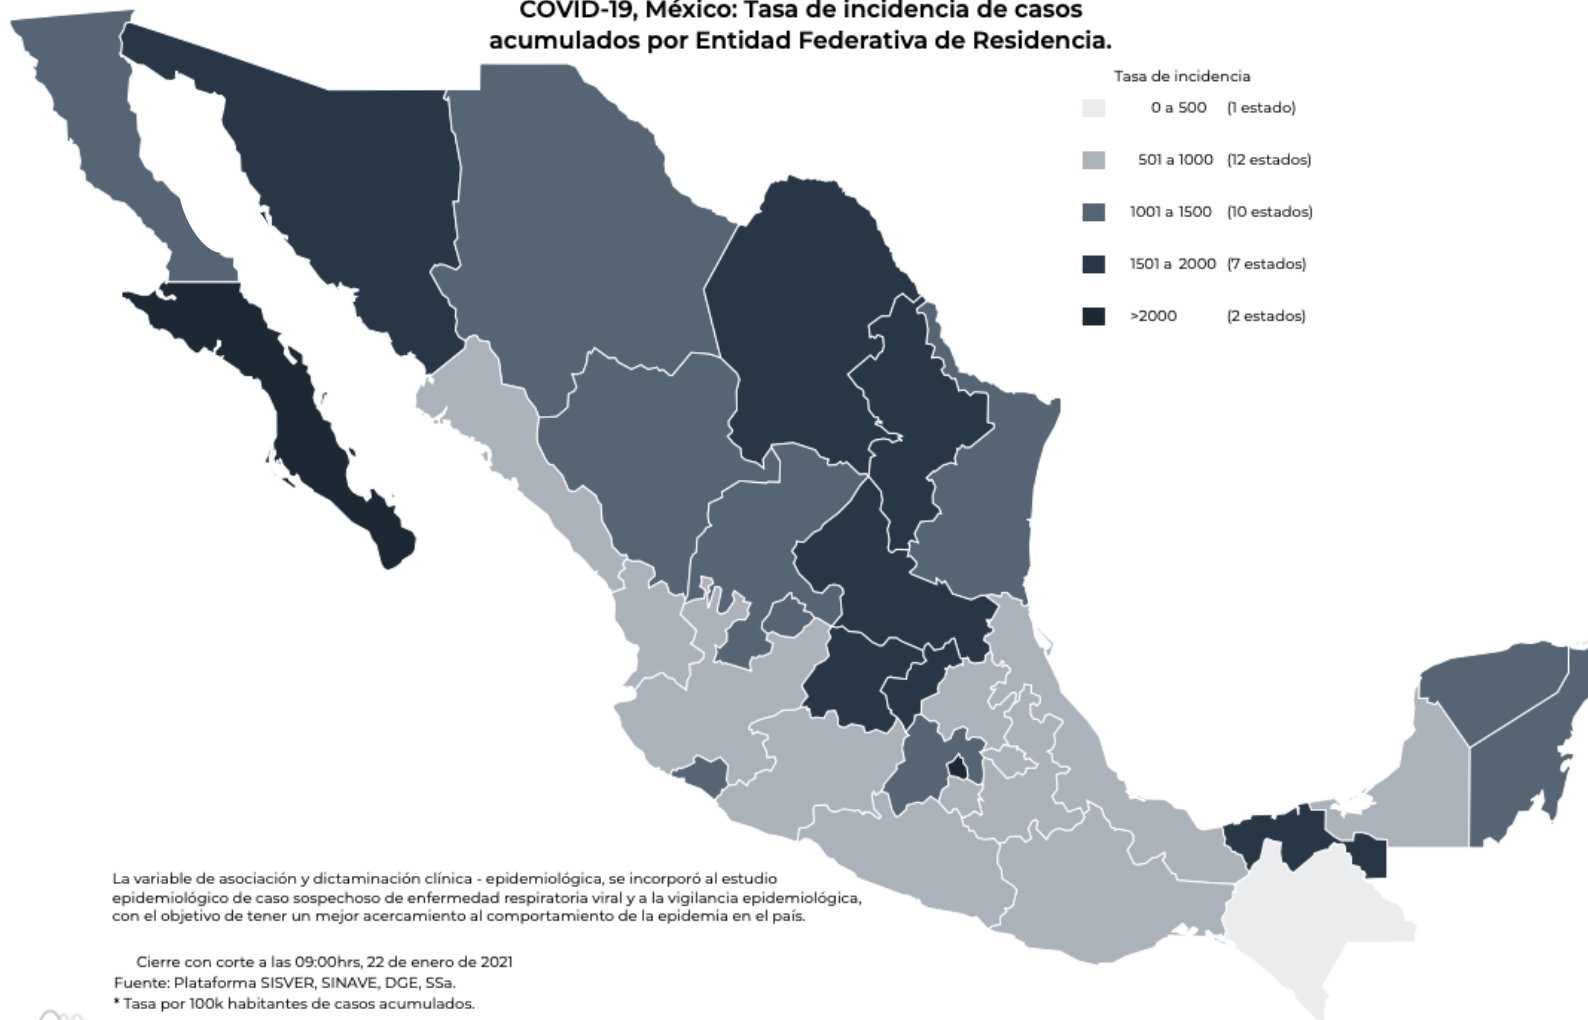 COVID-19, México: Tasa de incidencia de casos
acumulados por Entidad Federativa de Residencia.
Tasa de incidencia
0 a 500 (1 estado)
501 a 1000 (12 estados)
1001 a 1500 (10 estados)
1501 a 2000 (7 estados)
>2000 (2 estados)
La variable de asociación y dictaminación clínica - epidemiológica, se incorporó al estudio
epidemiológico de caso sospechoso de enfermedad respiratoria viral y a la vigilancia epidemiológica,
con el objetivo de tener un mejor acercamiento al comportamiento de la epidemia en el país.
Cierre con corte a las 09:00hrs, 22 de enero de 2021
Fuente: Plataforma SISVER, SINAVE, DGE, SSa.
* Tasa por 100k habitantes de casos acumulados.